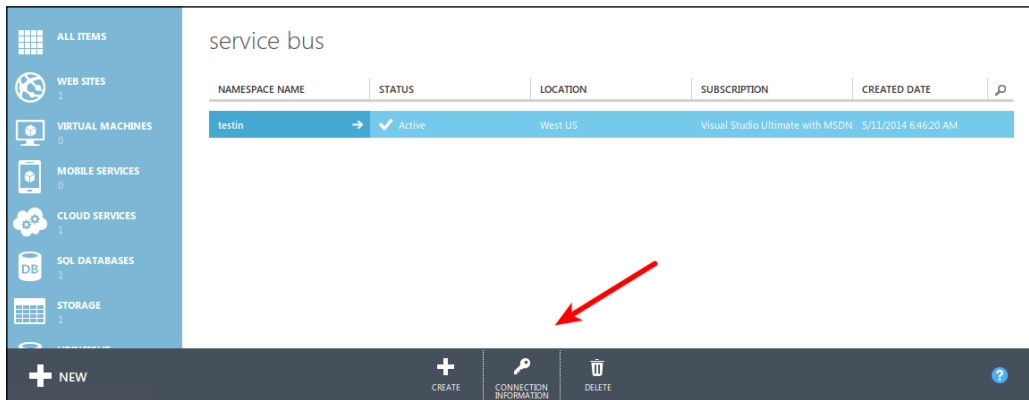 ALL ITEMS
WEB SITES
1
VIRTUAL MACHINES
0
MOBILE SERVICES
0
CLOUD SERVICES
1
DB
SQL DATABASES
1
STORAGE
1
service bus
NAMESPACE NAME STATUS LOCATION SUBSCRIPTION CREATED DATE
testin Active West US Visual Studio Ultimate with MSDN 5/11/2014 6:46:20 AM
NEW
CREATE
CONNECTION
INFORMATION
DELETE
?